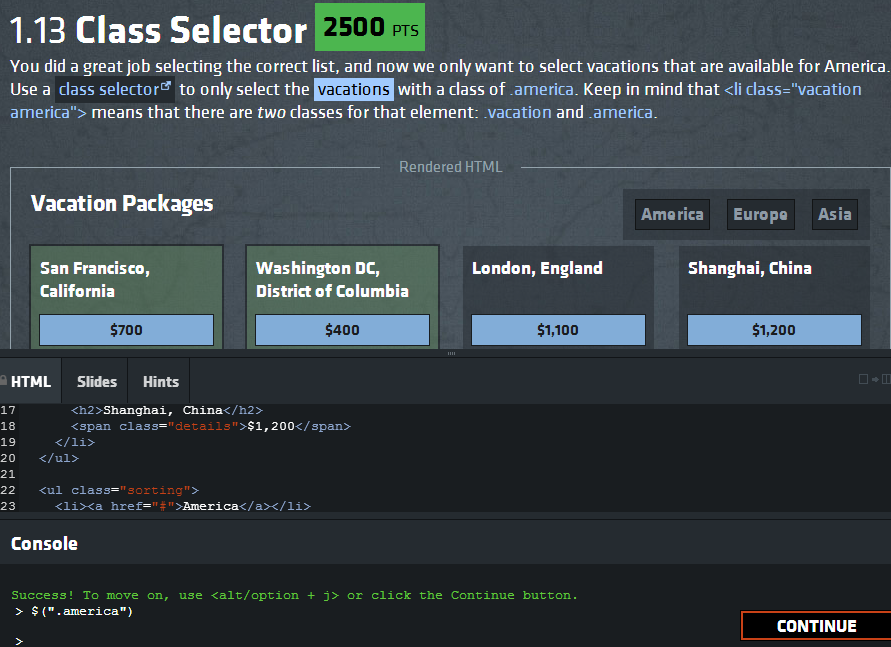 1.13 Class Selector 2500 PTS
You did a great job selecting the correct list, and now we only want to select vacations that are available for America.
Use a class selector to only select the vacations with a class of .america. Keep in mind that <li class="vacation
america"> means that there are two classes for that element: .vacation and .america.
Rendered HTML
Vacation Packages
America Europe Asia
San Francisco,
California
$700
Washington DC,
District of Columbia
$400
London, England
$1,100
Shanghai, China
$1,200
HTML Slides Hints
17 <h2>Shanghai, China</h2>
18 <span class="details">$1,200</span>
19 </li>
20 </ul>
21
22 <ul class="sorting">
23 <li><a href="#">America</a></li>
Console
Success! To move on, use <alt/option + j> or click the Continue button.
> $(".america")
CONTINUE
>